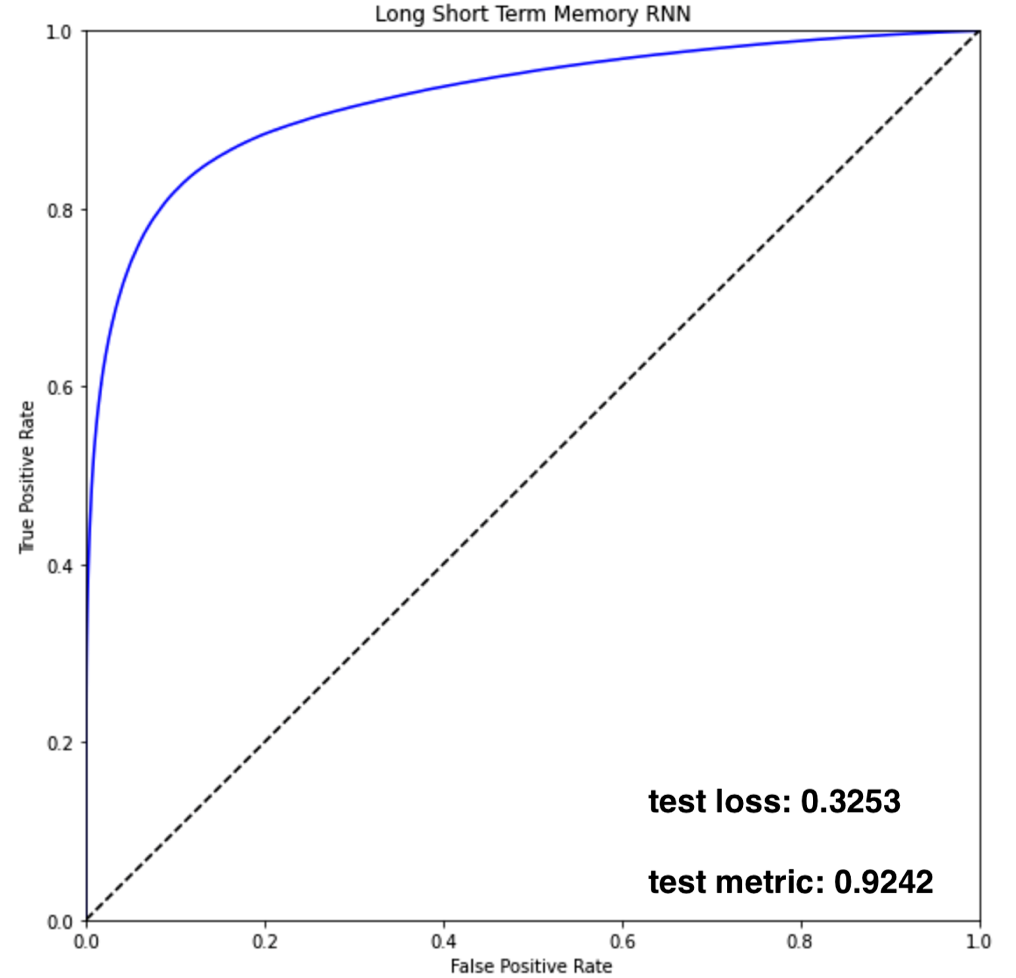 Long Short Term Memory RNN
1.0
0.8
0.6
0.4
0.2
0.0
True Positive Rate
test loss: 0.3253
test metric: 0.9242
0.0 0.2 0.4 0.6 0.8 1.0
False Positive Rate